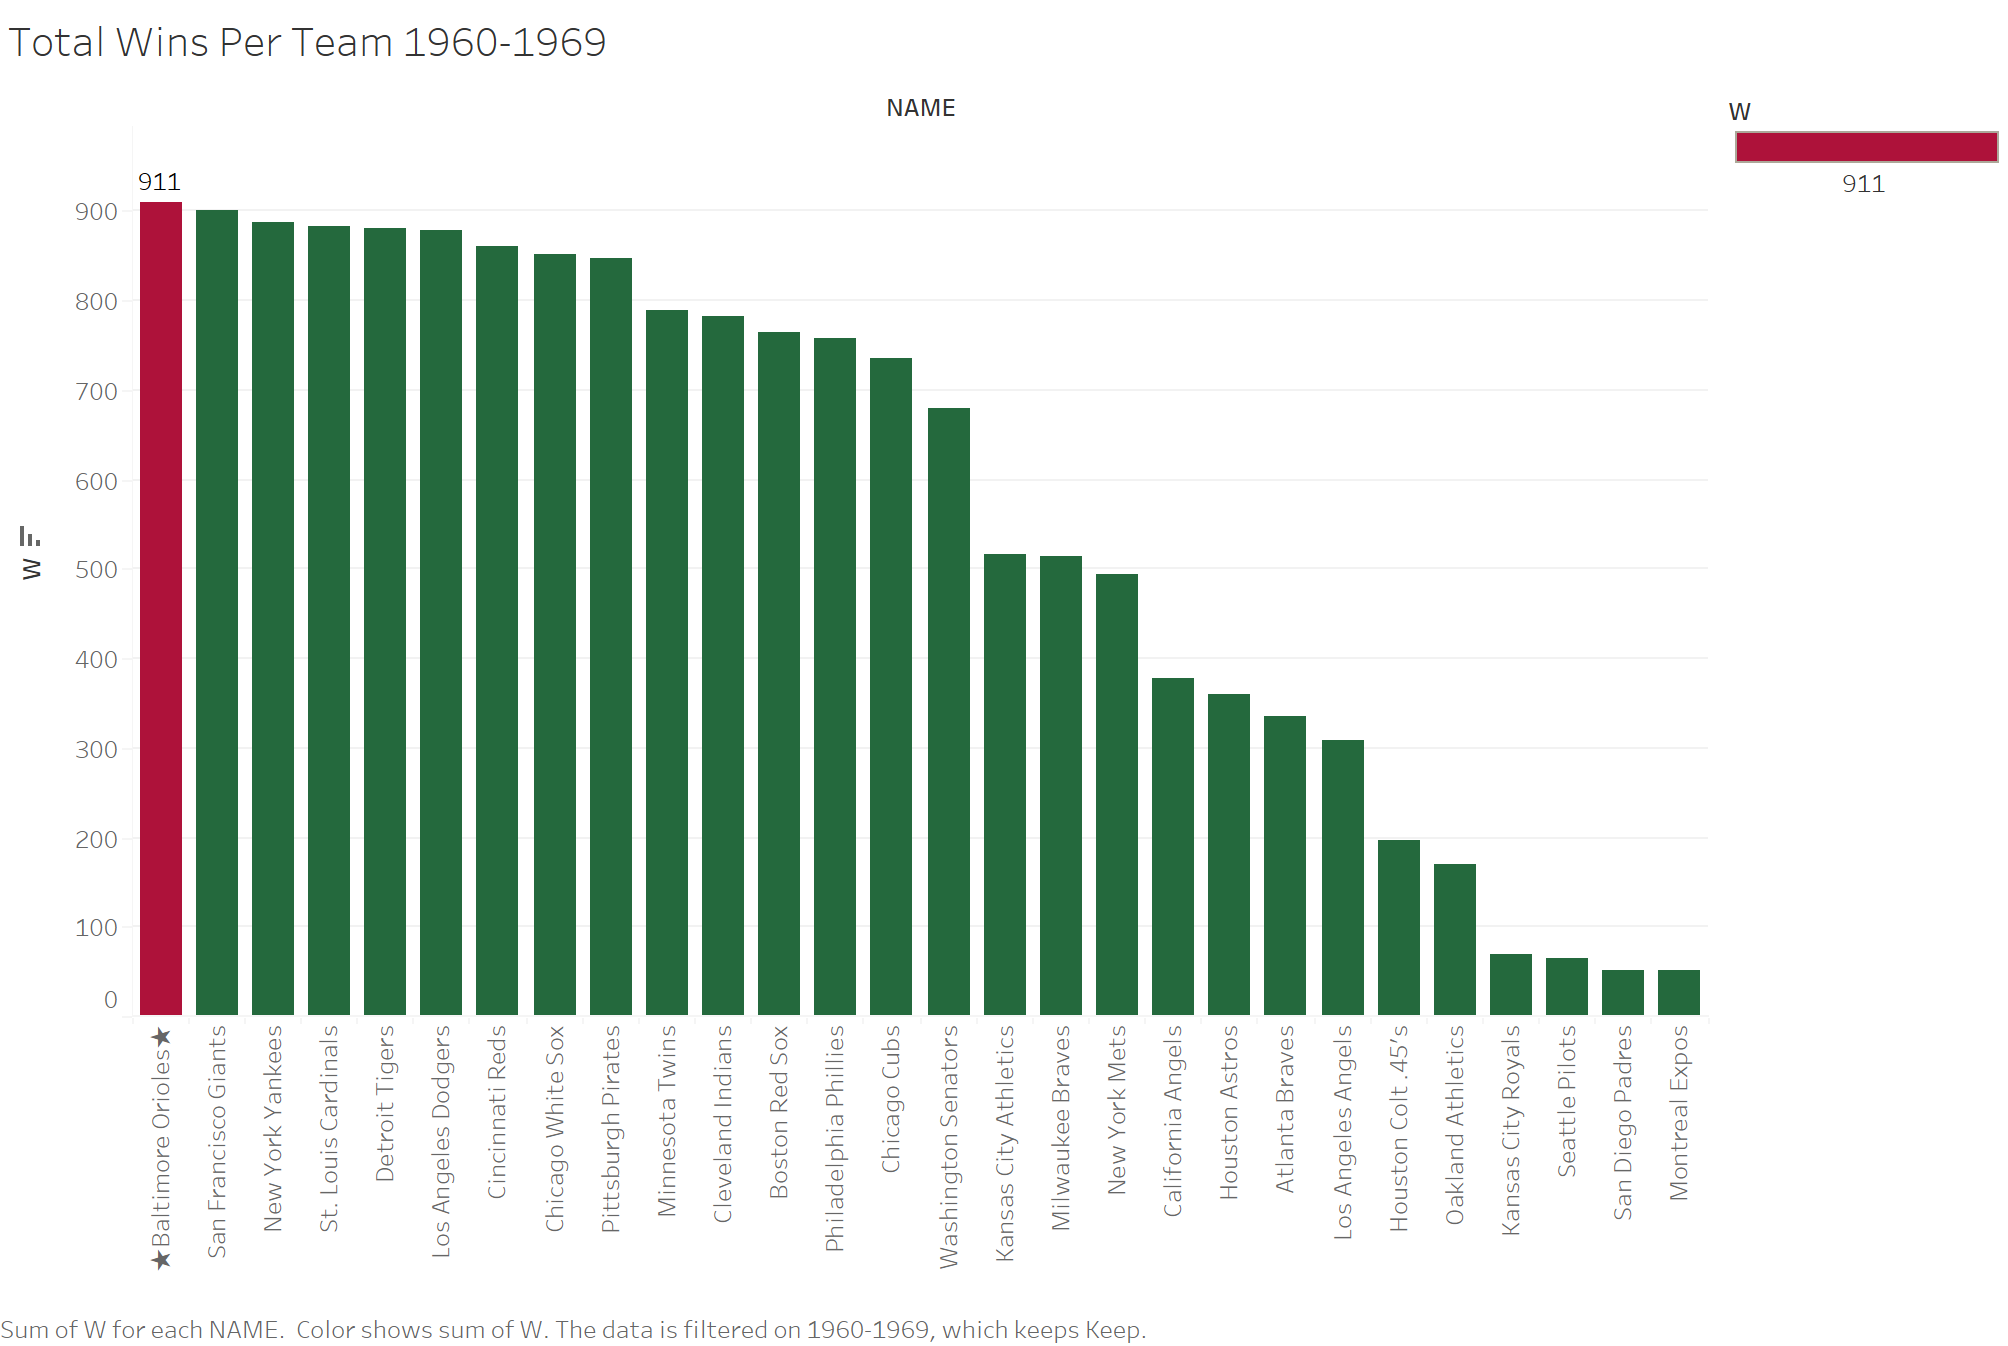 Total Wins Per Team 1960-1969
NAME
W
911
911
900
800
700
600
500
400
300
200
100
0
W
★Baltimore Orioles★
San Francisco Giants
New York Yankees
St. Louis Cardinals
Detroit Tigers
Los Angeles Dodgers
Cincinnati Reds
Chicago White Sox
Pittsburgh Pirates
Minnesota Twins
Cleveland Indians
Boston Red Sox
Philadelphia Phillies
Chicago Cubs
Washington Senators
Kansas City Athletics
Milwaukee Braves
New York Mets
California Angels
Houston Astros
Atlanta Braves
Los Angeles Angels
Houston Colt .45's
Oakland Athletics
Kansas City Royals
Seattle Pilots
San Diego Padres
Montreal Expos
Sum of W for each NAME.  Color shows sum of W. The data is filtered on 1960-1969, which keeps Keep.